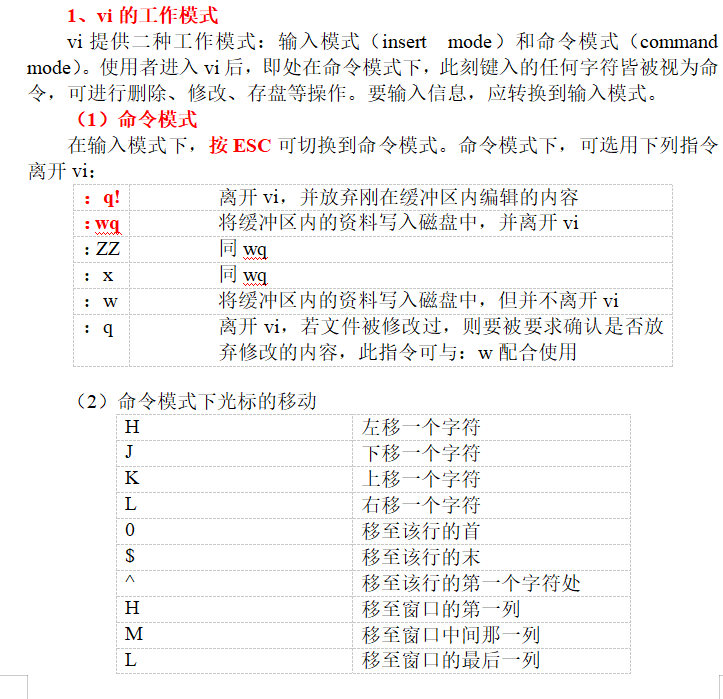 1、vi 的工作模式
vi 提供二种工作模式：输入模式（insert mode）和命令模式（command
mode）。使用者进入 vi 后，即处在命令模式下，此刻键入的任何字符皆被视为命
令，可进行删除、修改、存盘等操作。要输入信息，应转换到输入模式。
（1）命令模式
在输入模式下，按 ESC 可切换到命令模式。命令模式下，可选用下列指令
离开 vi：
：q! 离开 vi，并放弃刚在缓冲区内编辑的内容
：wq 将缓冲区内的资料写入磁盘中，并离开 vi
：ZZ 同 wq
：x 同 wq
：w 将缓冲区内的资料写入磁盘中，但并不离开 vi
：q 离开 vi，若文件被修改过，则要被要求确认是否放
弃修改的内容，此指令可与：w 配合使用
（2）命令模式下光标的移动
H 左移一个字符
J 下移一个字符
K 上移一个字符
L 右移一个字符
0 移至该行的首
$ 移至该行的末
^ 移至该行的第一个字符处
H 移至窗口的第一列
M 移至窗口中间那一列
L 移至窗口的最后一列